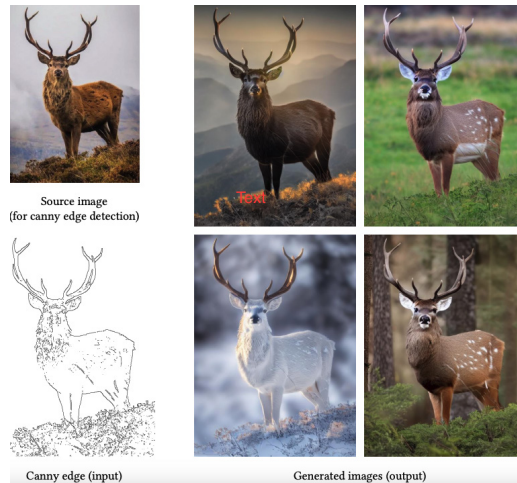 Text
Source image
(for canny edge detection)
Canny edge (input)
Generated images (output)